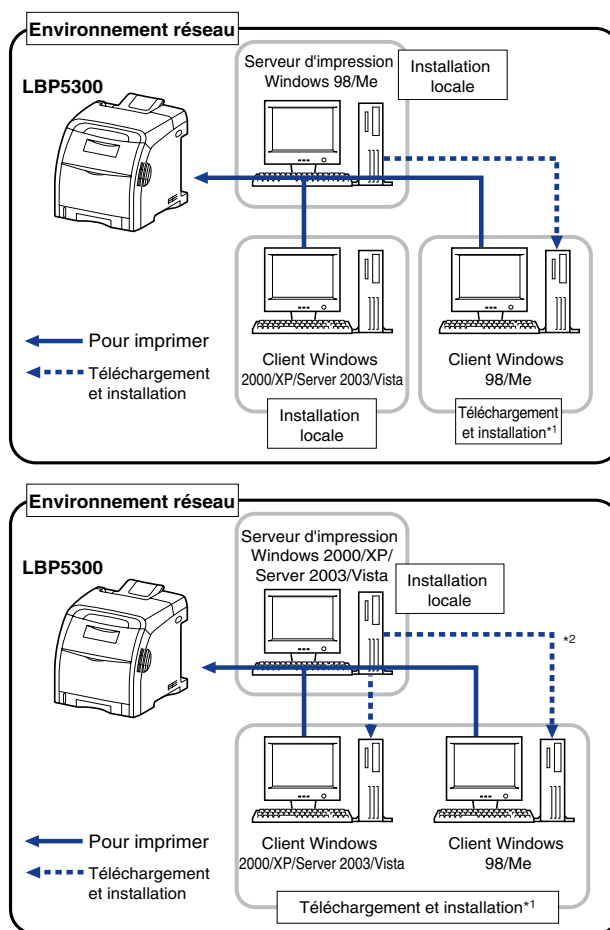 Environnement réseau
Serveur d'impression
Windows 98/Me
Installation
locale
LBP5300
Pour imprimer
Téléchargement
et installation
Client Windows
2000/XP/Server 2003/Vista
Installation
locale
Client Windows
98/Me
Téléchargement
et installation*1
Environnement réseau
Serveur d'impression
Windows 2000/XP/
Server 2003/Vista
Installation
locale
LBP5300
*2
Pour imprimer
Téléchargement
et installation
Client Windows
2000/XP/Server 2003/Vista
Client Windows
98/Me
Téléchargement et installation*1